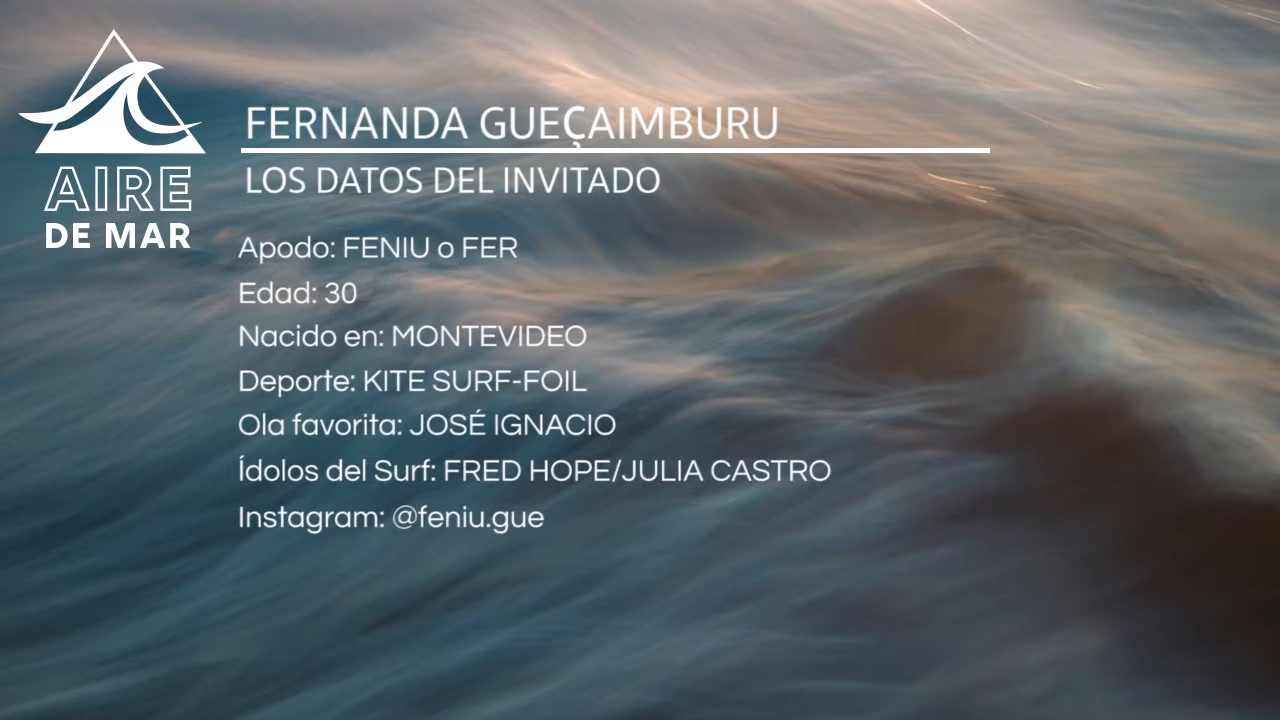 AIRE
DE MAR
FERNANDA GUEÇAIMBURU
LOS DATOS DEL INVITADO
Apodo: FENIU o FER
Edad: 30
Nacido en: MONTEVIDEO
Deporte: KITE SURF-FOIL
Ola favorita: JOSÉ IGNACIO
Ídolos del Surf: FRED HOPE/JULIA CASTRO
Instagram: @feniu.gue